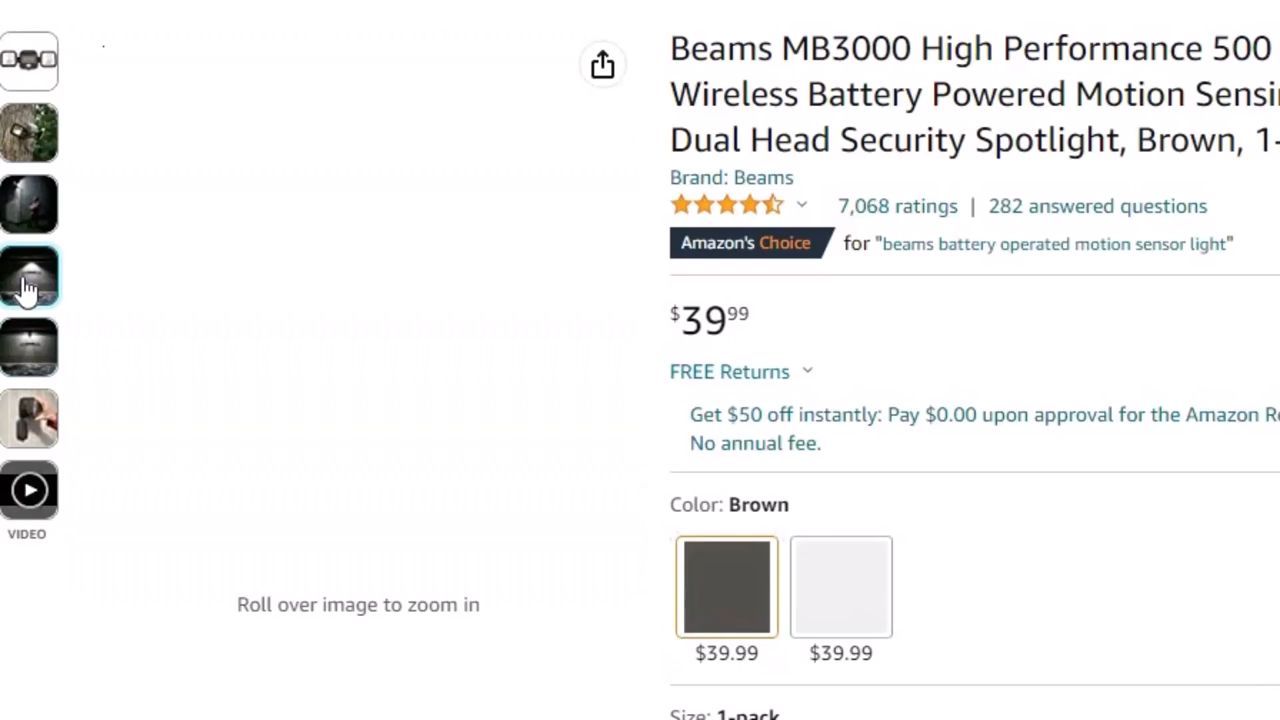 Beams MB3000 High Performance 500
Wireless Battery Powered Motion
Dual Head Security Spotlight, Brown,
Brand: Beams
7,068 ratings | 282 answered questions
Amazon's Choice for "beams battery operated motion sensor light"
$39 99
FREE Returns
Get $50 off instantly: Pay $0.00 upon approval for the Amazon
No annual fee.
Color: Brown
VIDEO
Roll over image to zoom in
$39.99 $39.99
Size: 1-pack